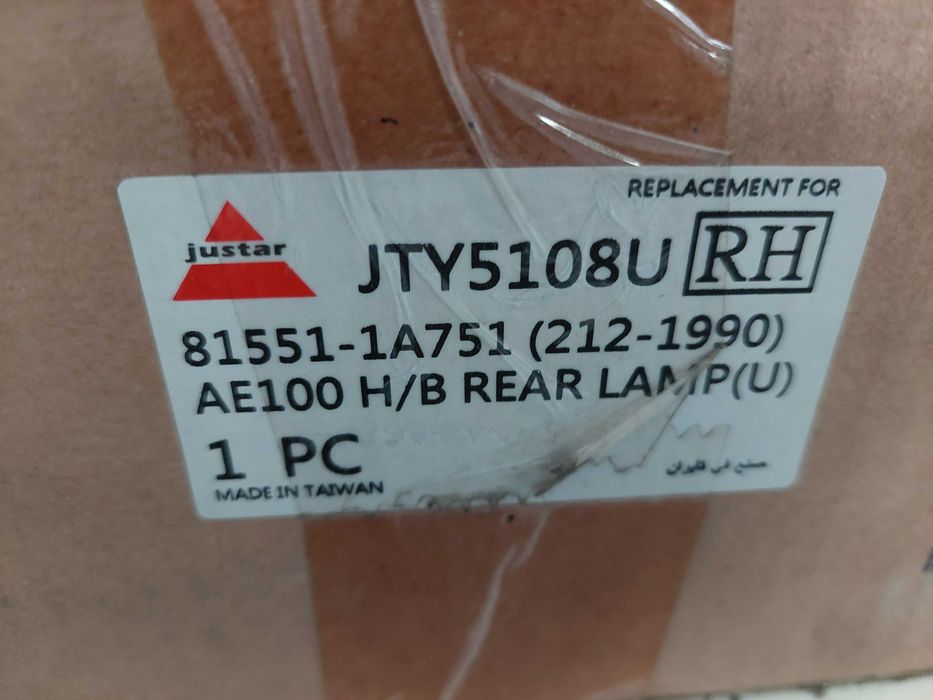 REPLACEMENT FOR
justar
JTY5108U RH
81551-1A751 (212-1990)
AE100 H/B REAR LAMP(U)
1 PC
MADE IN TAIWAN
صنع في تايوان